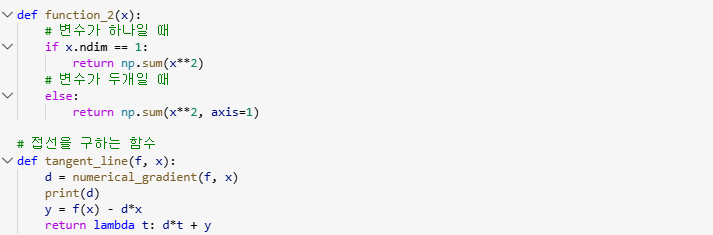 def function_2(x):
    # 변수가 하나일 때
    if x.ndim == 1:
        return np.sum(x**2)
    # 변수가 두개일 때
    else:
        return np.sum(x**2, axis=1)

# 접선을 구하는 함수
def tangent_line(f, x):
    d = numerical_gradient(f, x)
    print(d)
    y = f(x) - d*x
    return lambda t: d*t + y